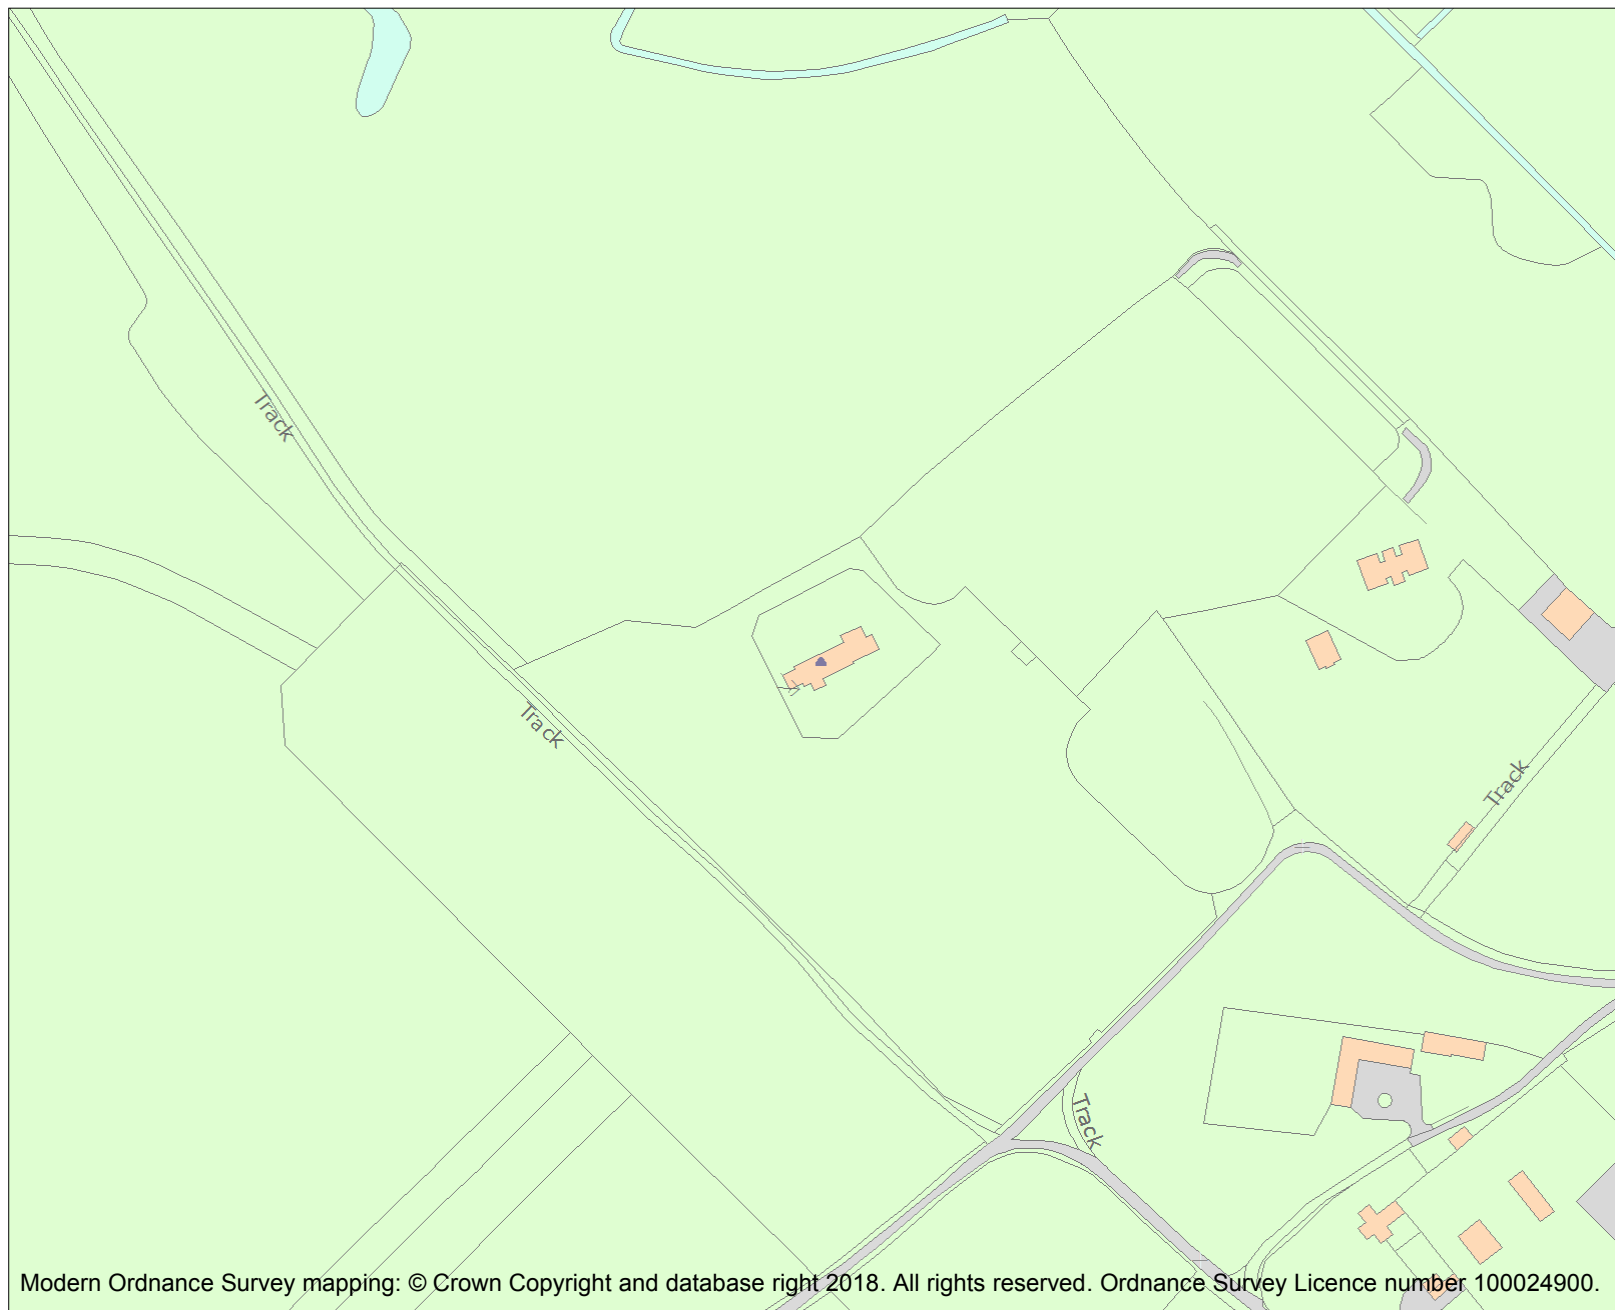 Track
Track
Track
Track
Modern Ordnance Survey mapping: © Crown Copyright and database right 2018. All rights reserved. Ordnance Survey Licence number 100024900.